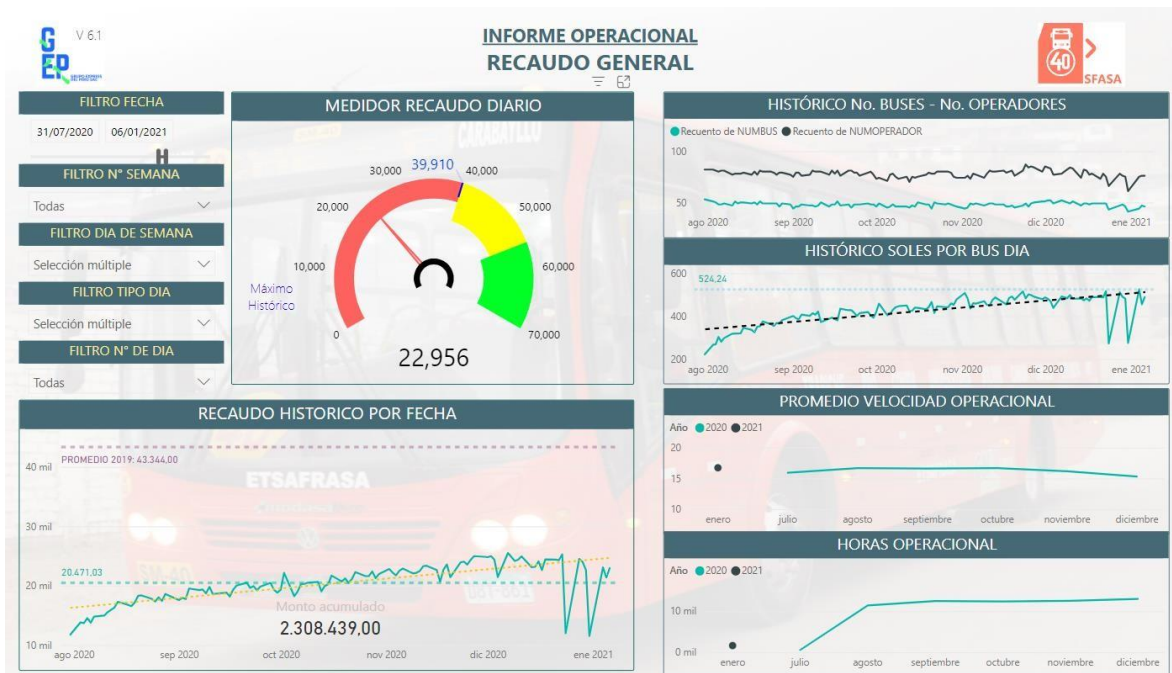 GEP
V 6.1
INFORME OPERACIONAL
RECAUDO GENERAL
40
SFASA
FILTRO FECHA
31/07/2020 06/01/2021
FILTRO N° SEMANA
Todas
FILTRO DIA DE SEMANA
Selección múltiple
FILTRO TIPO DIA
Selección múltiple
FILTRO N° DE DIA
Todas
MEDIDOR RECAUDO DIARIO
CARABAYLLO
0
10,000
20,000
30,000
39,910
40,000
50,000
60,000
70,000
Máximo
Histórico
22,956
HISTÓRICO No. BUSES - No. OPERADORES
Recuento de NUMBUS Recuento de NUMOPERADOR
100
50
ago 2020 sep 2020 oct 2020 nov 2020 dic 2020 ene 2021
HISTÓRICO SOLES POR BUS DIA
600
524.24
400
200
ago 2020 sep 2020 oct 2020 nov 2020 dic 2020 ene 2021
RECAUDO HISTORICO POR FECHA
PROMEDIO 2019: 43.344,00
40 mil
ETSAFRASA
30 mil
20.471,03
SM-40
20 mil
Monto acumulado
2.308.439,00
10 mil
ago 2020 sep 2020 oct 2020 nov 2020 dic 2020 ene 2021
PROMEDIO VELOCIDAD OPERACIONAL
Año 2020 2021
20
15
10
enero julio agosto septiembre octubre noviembre diciembre
HORAS OPERACIONAL
Año 2020 2021
10 mil
0 mil
enero julio agosto septiembre octubre noviembre diciembre